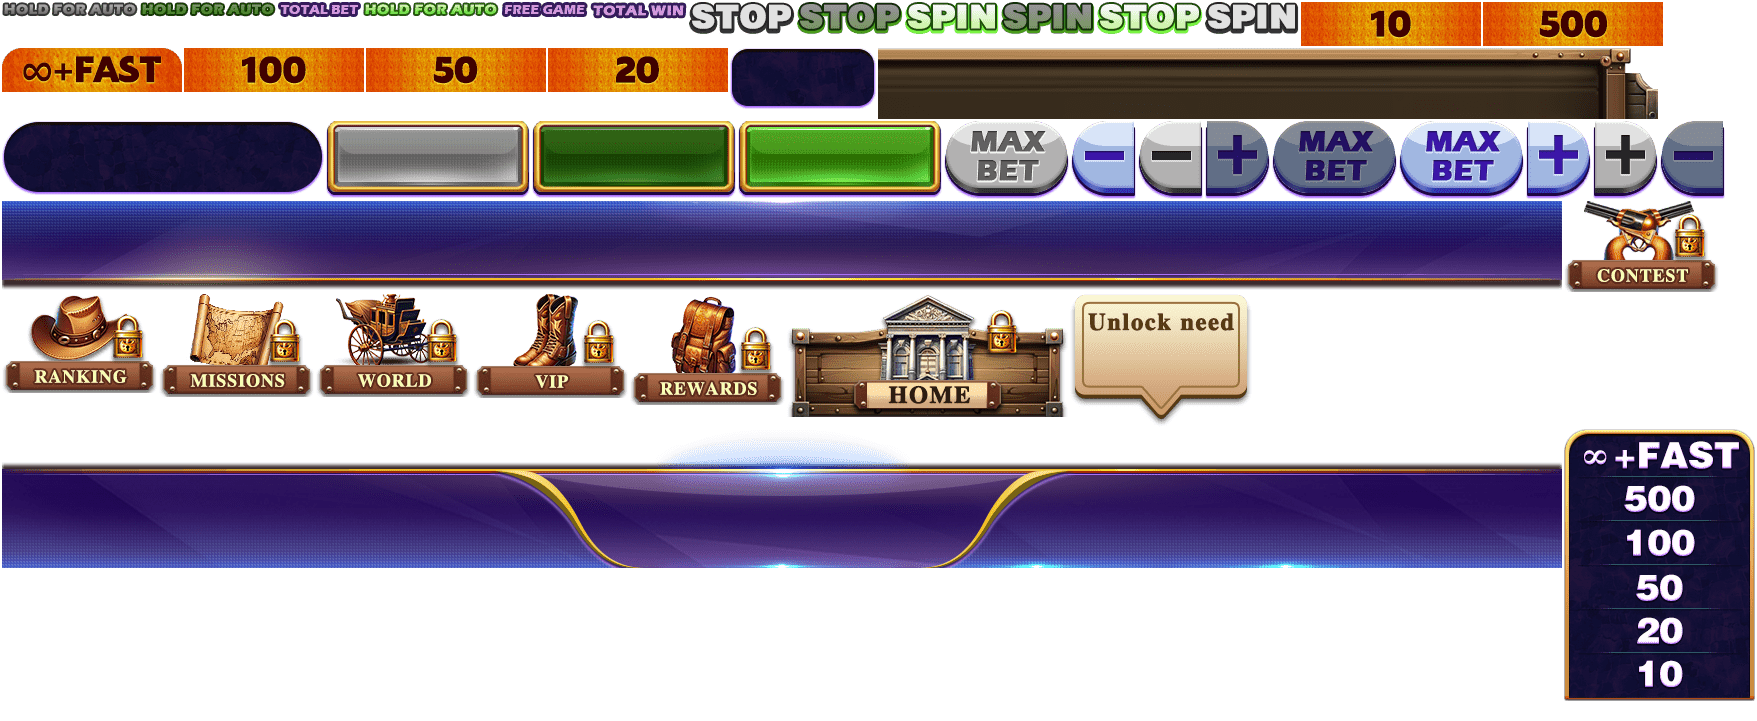 HOLD FOR AUTO HOLD FOR AUTO TOTAL BET HOLD FOR AUTO FREE GAME TOTAL WIN STOP STOP SPIN SPIN STOP SPIN 10 500
∞+FAST 100 50 20
MAX BET − − + MAX BET MAX BET + + −
CONTEST
RANKING MISSIONS WORLD VIP REWARDS HOME Unlock need
∞+FAST
500
100
50
20
10